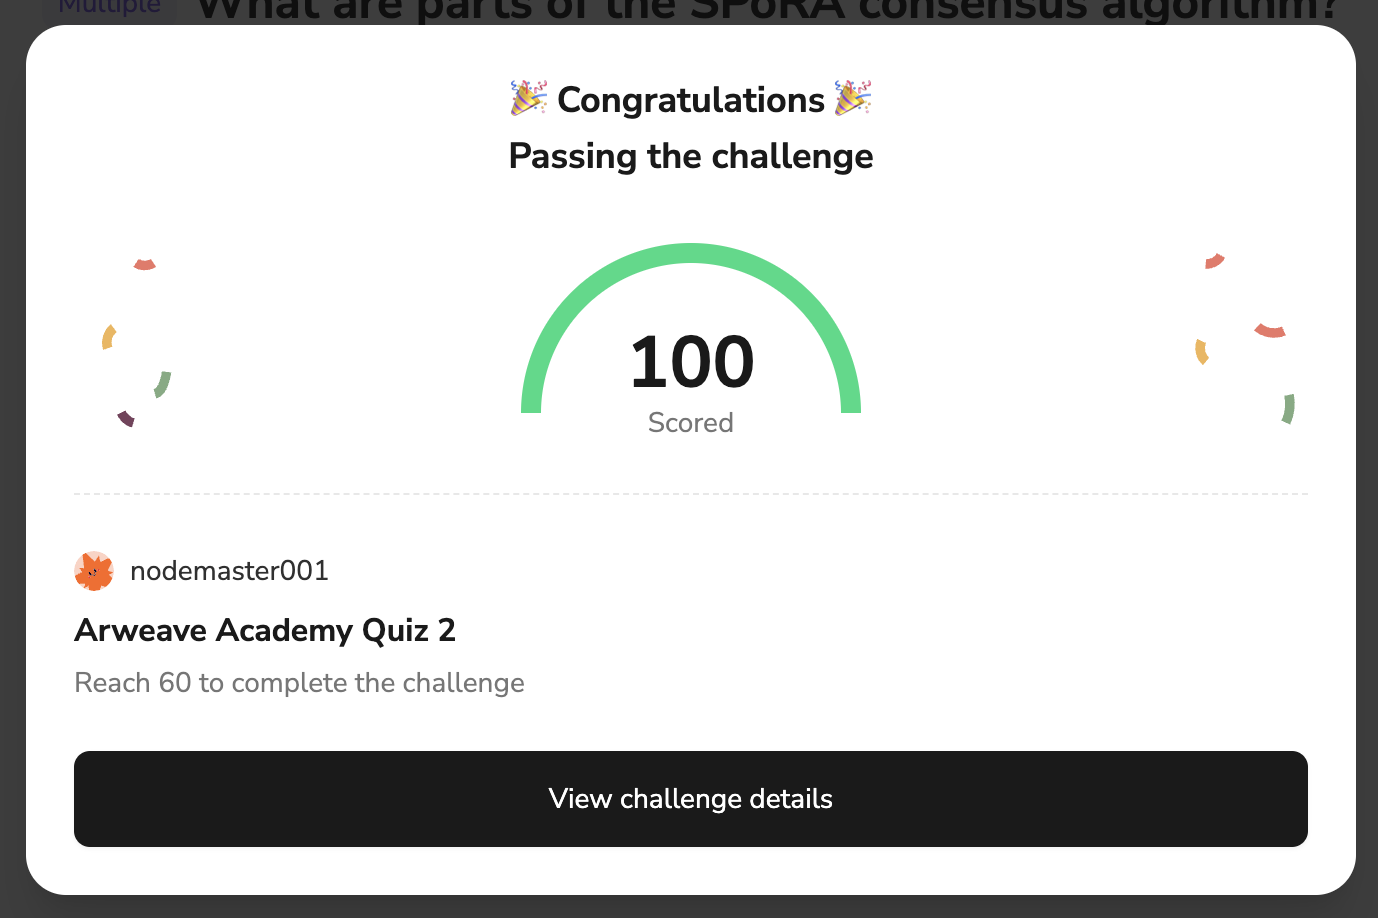 Multiple What are parts of the SPoRA consensus algorithm?
🎉 Congratulations 🎉
Passing the challenge
100
Scored
nodemaster001
Arweave Academy Quiz 2
Reach 60 to complete the challenge
View challenge details